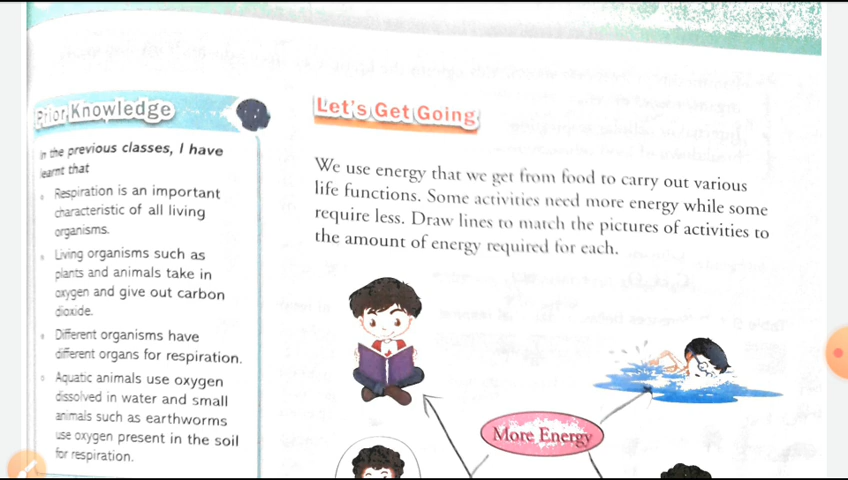 Prior Knowledge
In the previous classes, I have
learnt that
Respiration is an important
characteristic of all living
organisms.
Living organisms such as
plants and animals take in
oxygen and give out carbon
dioxide.
Different organisms have
different organs for respiration.
Aquatic animals use oxygen
dissolved in water and small
animals such as earthworms
use oxygen present in the soil
for respiration.
Let's Get Going
We use energy that we get from food to carry out various
life functions. Some activities need more energy while some
require less. Draw lines to match the pictures of activities to
the amount of energy required for each.
More Energy